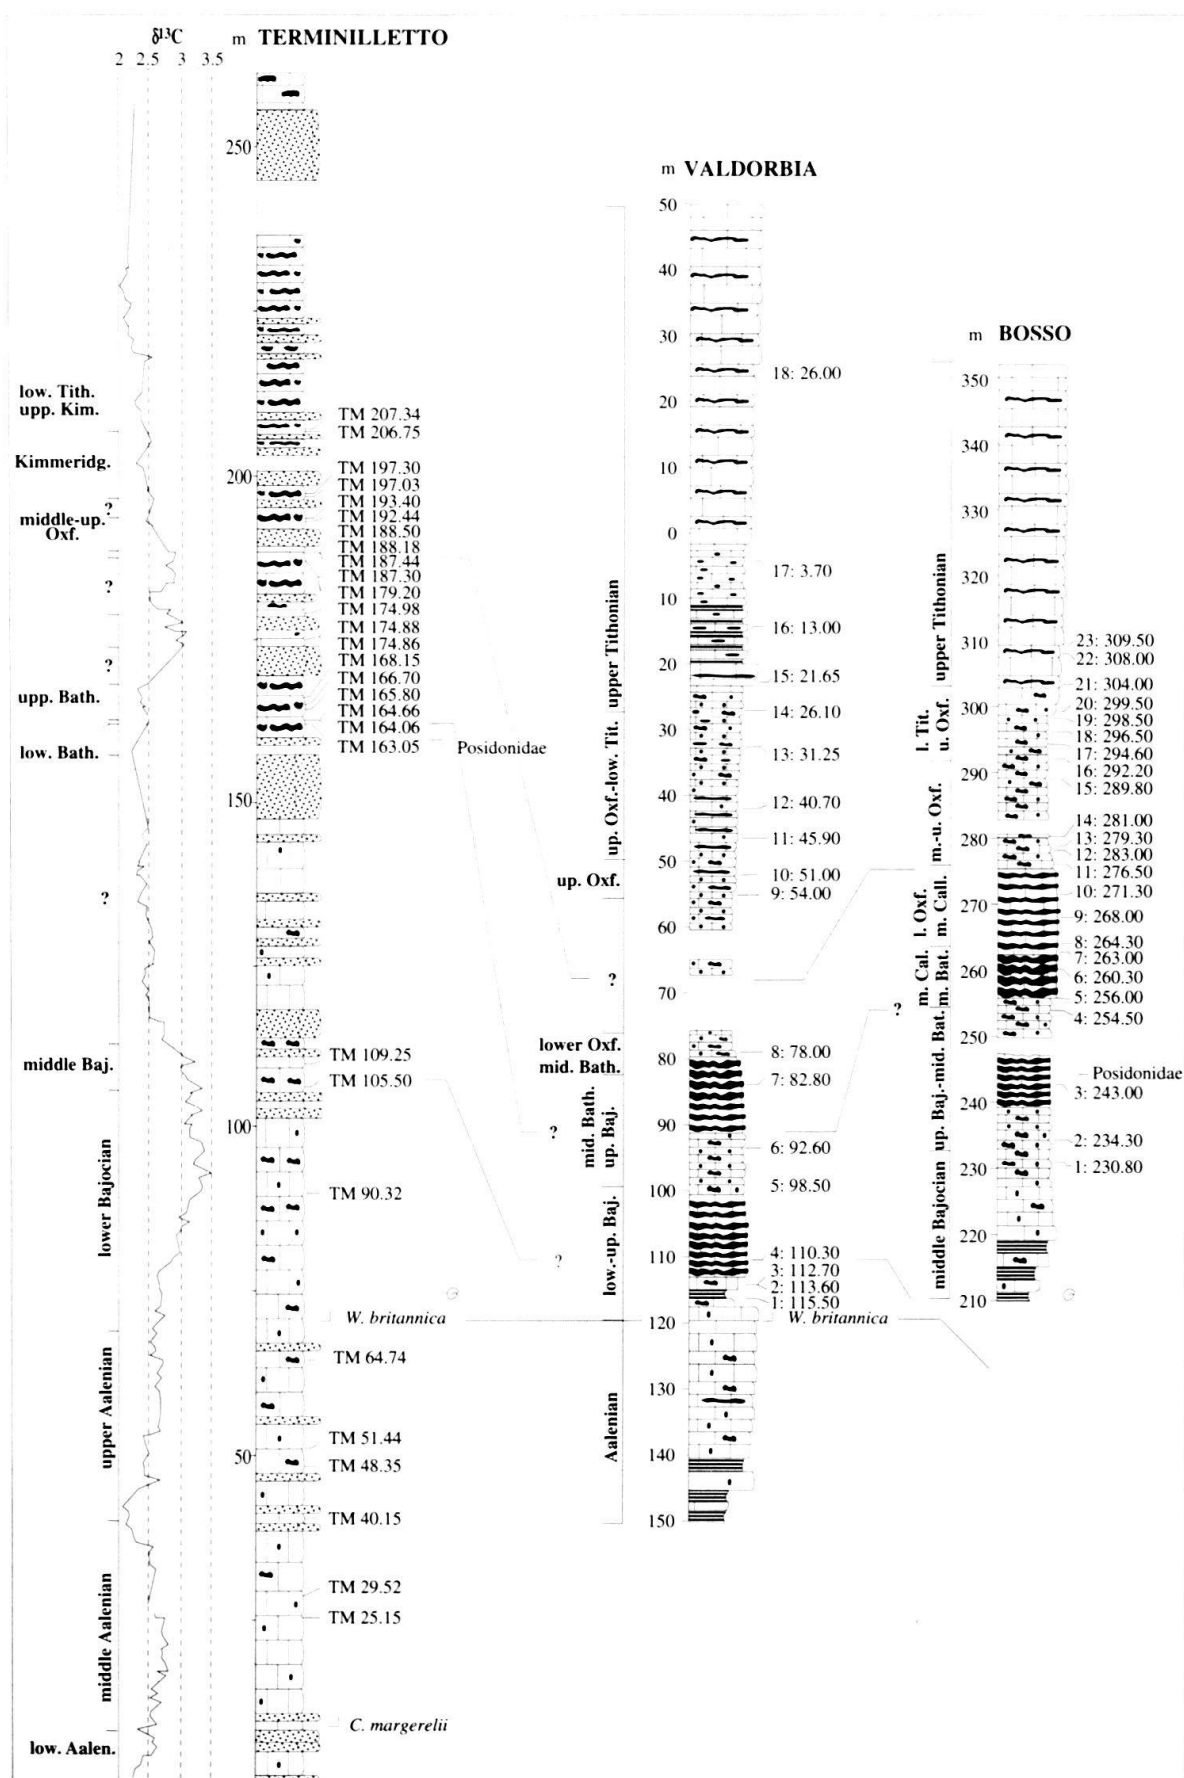 δ13C
2 2.5 3 3.5
m TERMINILLETTO
250
200
150
100
50
low. Tith.
upp. Kim.
Kimmeridg.
?
middle-up.
Oxf.
?
?
upp. Bath.
low. Bath.
?
middle Baj.
lower Bajocian
upper Aalenian
middle Aalenian
low. Aalen.
TM 207.34
TM 206.75
TM 197.30
TM 197.03
TM 193.40
TM 192.44
TM 188.50
TM 188.18
TM 187.44
TM 187.30
TM 179.20
TM 174.98
TM 174.88
TM 174.86
TM 168.15
TM 166.70
TM 165.80
TM 164.66
TM 164.06
TM 163.05
Posidonidae
TM 109.25
TM 105.50
TM 90.32
W. britannica
TM 64.74
TM 51.44
TM 48.35
TM 40.15
TM 29.52
TM 25.15
C. margerelii
m VALDORBIA
50
40
30
20
10
0
10
20
30
40
50
60
70
80
90
100
110
120
130
140
150
upper Tithonian
up. Oxf.-low. Tit.
up. Oxf.
?
lower Oxf.
mid. Bath.
?
mid. Bath.
up. Baj.
?
low.-up. Baj.
Aalenian
18: 26.00
17: 3.70
16: 13.00
15: 21.65
14: 26.10
13: 31.25
12: 40.70
11: 45.90
10: 51.00
9: 54.00
8: 78.00
7: 82.80
6: 92.60
5: 98.50
4: 110.30
3: 112.70
2: 113.60
1: 115.50
W. britannica
m BOSSO
350
340
330
320
310
300
290
280
270
260
250
240
230
220
210
upper Tithonian
l. Tit.
u. Oxf.
m.-u. Oxf.
l. Oxf.
m. Call.
m. Cal.
m. Bat.
?
up. Baj.-mid. Bat.
middle Bajocian
23: 309.50
22: 308.00
21: 304.00
20: 299.50
19: 298.50
18: 296.50
17: 294.60
16: 292.20
15: 289.80
14: 281.00
13: 279.30
12: 283.00
11: 276.50
10: 271.30
9: 268.00
8: 264.30
7: 263.00
6: 260.30
5: 256.00
4: 254.50
Posidonidae
3: 243.00
2: 234.30
1: 230.80